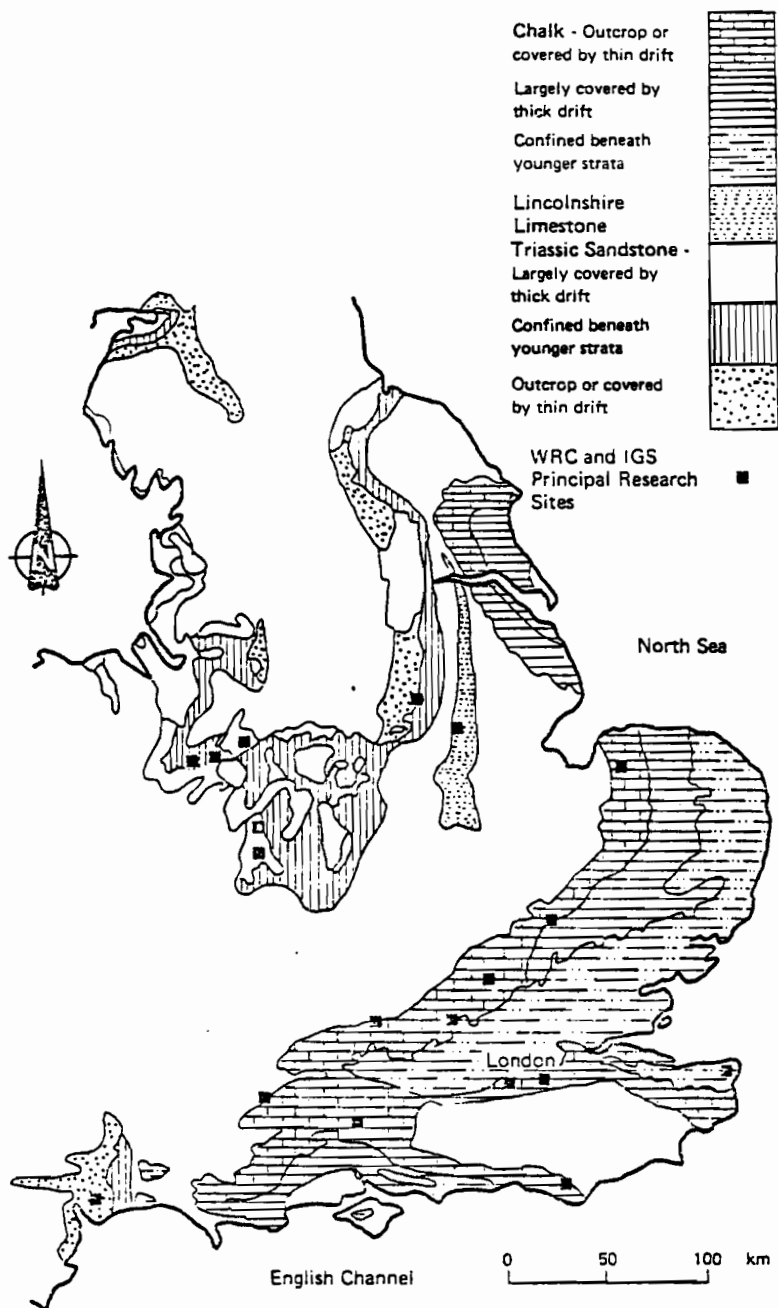 Chalk - Outcrop or
covered by thin drift
Largely covered by
thick drift
Confined beneath
younger strata
Lincolnshire
Limestone
Triassic Sandstone -
Largely covered by
thick drift
Confined beneath
younger strata
Outcrop or covered
by thin drift
WRC and IGS
Principal Research
Sites
N
North Sea
London
0 50 100 km
English Channel